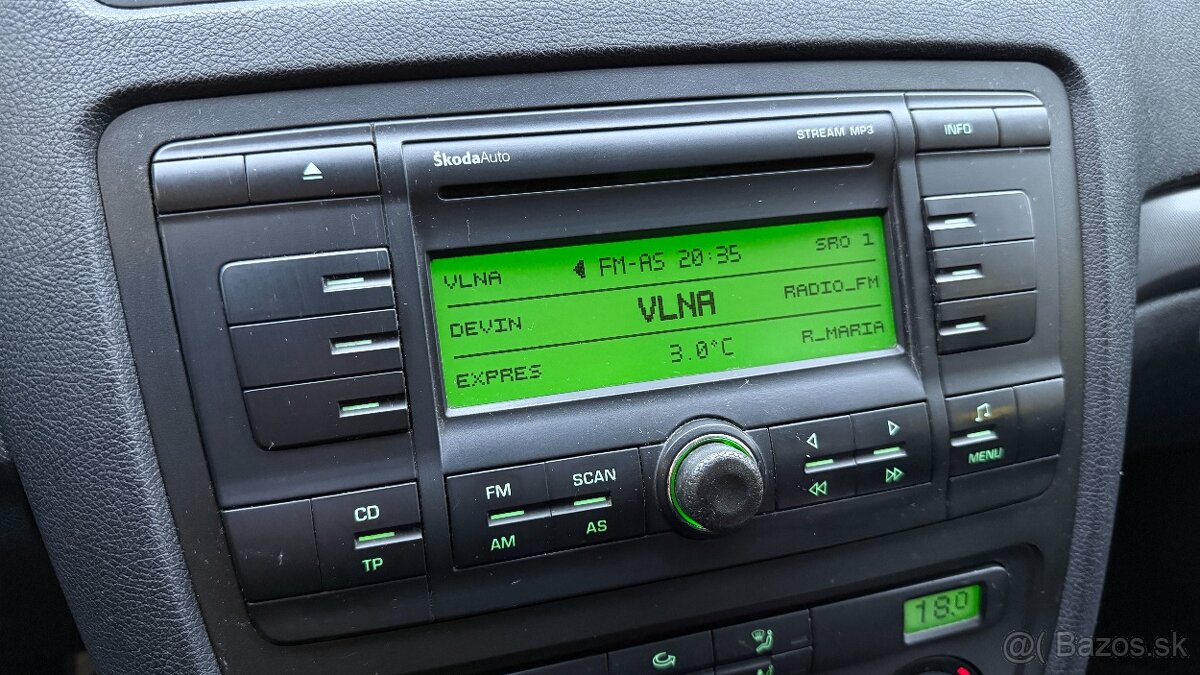 STREAM MP3
INFO
ŠkodaAuto
VLNA
FM-AS 20:35
SRO 1
DEVIN
VLNA
RADIO_FM
EXPRES
3.0°C
R_MARIA
CD
TP
FM
AM
SCAN
AS
MENU
18.0
@( Bazos.sk